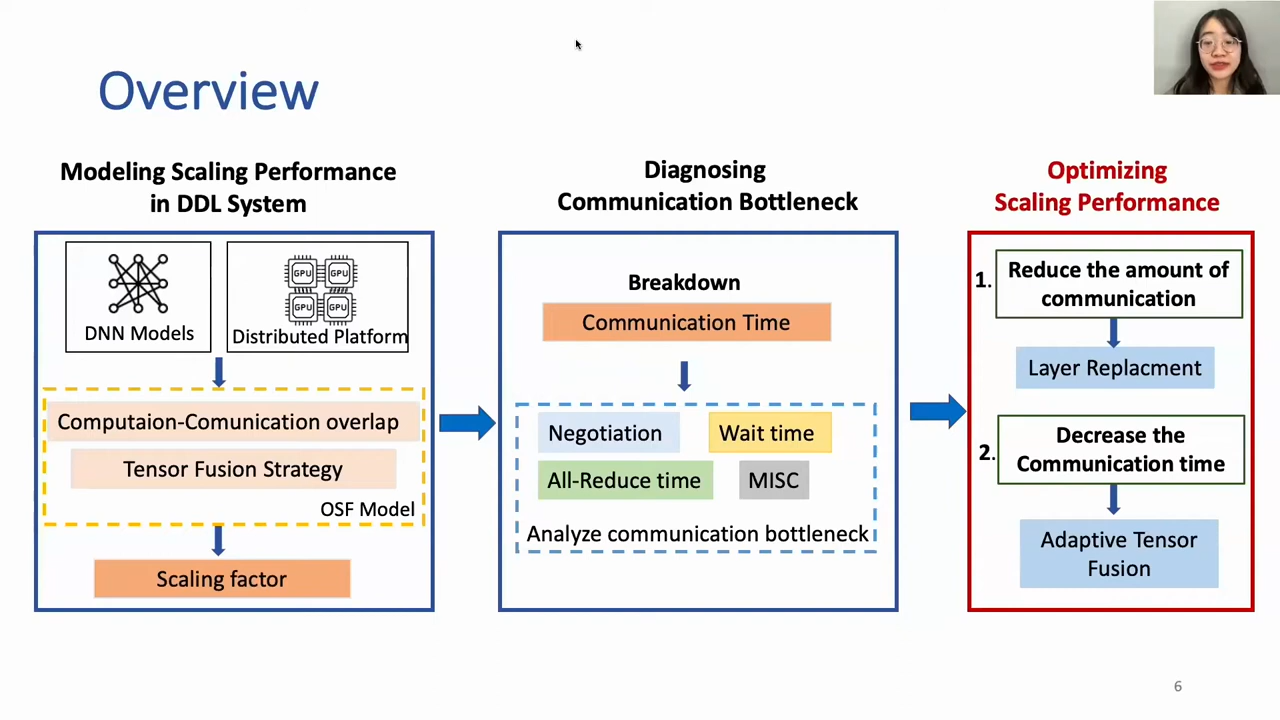 Overview
Modeling Scaling Performance
in DDL System
DNN Models
GPU GPU
GPU GPU
Distributed Platform
Computaion-Comunication overlap
Tensor Fusion Strategy
OSF Model
Scaling factor
Diagnosing
Communication Bottleneck
Breakdown
Communication Time
Negotiation
Wait time
All-Reduce time
MISC
Analyze communication bottleneck
Optimizing
Scaling Performance
1.
Reduce the amount of
communication
Layer Replacment
2.
Decrease the
Communication time
Adaptive Tensor
Fusion
6